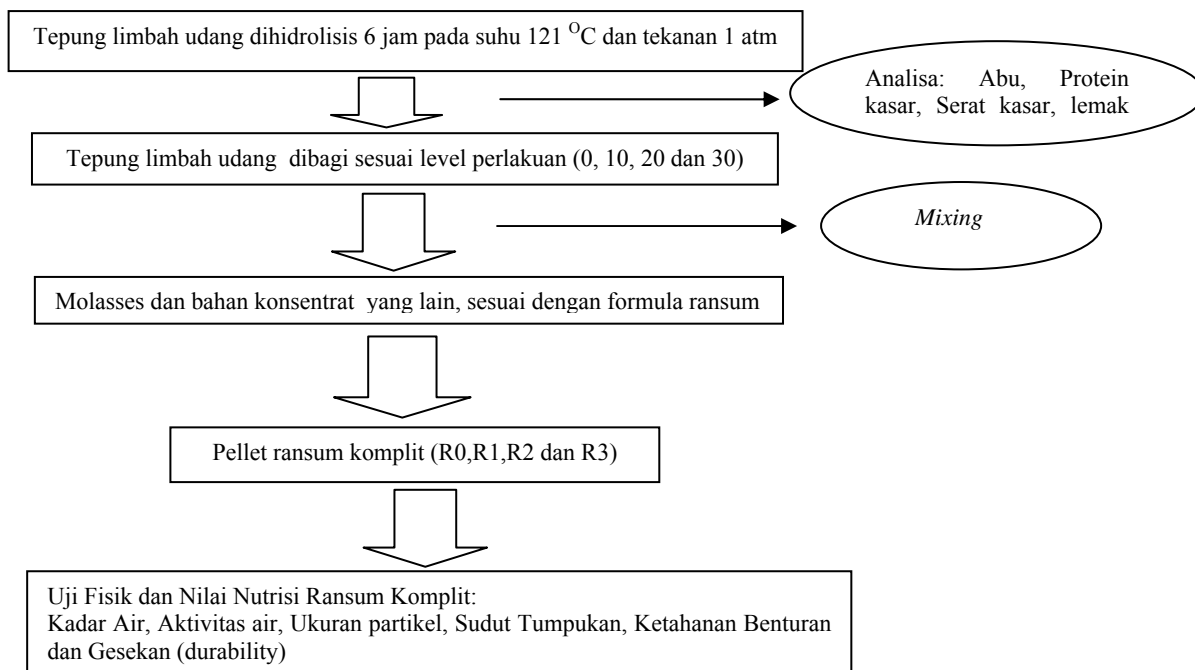 Tepung limbah udang dihidrolisis 6 jam pada suhu 121 ᴼC dan tekanan 1 atm
Analisa: Abu, Protein
kasar, Serat kasar, lemak
Tepung limbah udang dibagi sesuai level perlakuan (0, 10, 20 dan 30)
Mixing
Molasses dan bahan konsentrat yang lain, sesuai dengan formula ransum
Pellet ransum komplit (R0,R1,R2 dan R3)
Uji Fisik dan Nilai Nutrisi Ransum Komplit:
Kadar Air, Aktivitas air, Ukuran partikel, Sudut Tumpukan, Ketahanan Benturan
dan Gesekan (durability)